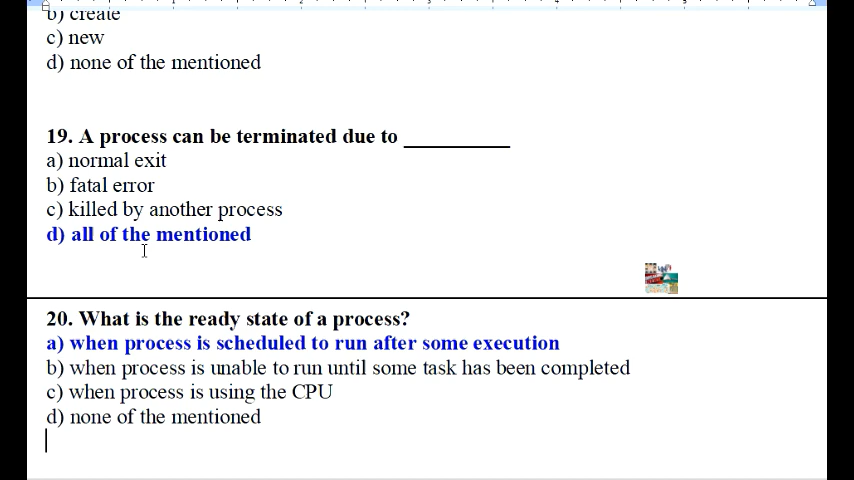 b) create
c) new
d) none of the mentioned
19. A process can be terminated due to __________
a) normal exit
b) fatal error
c) killed by another process
d) all of the mentioned
20. What is the ready state of a process?
a) when process is scheduled to run after some execution
b) when process is unable to run until some task has been completed
c) when process is using the CPU
d) none of the mentioned